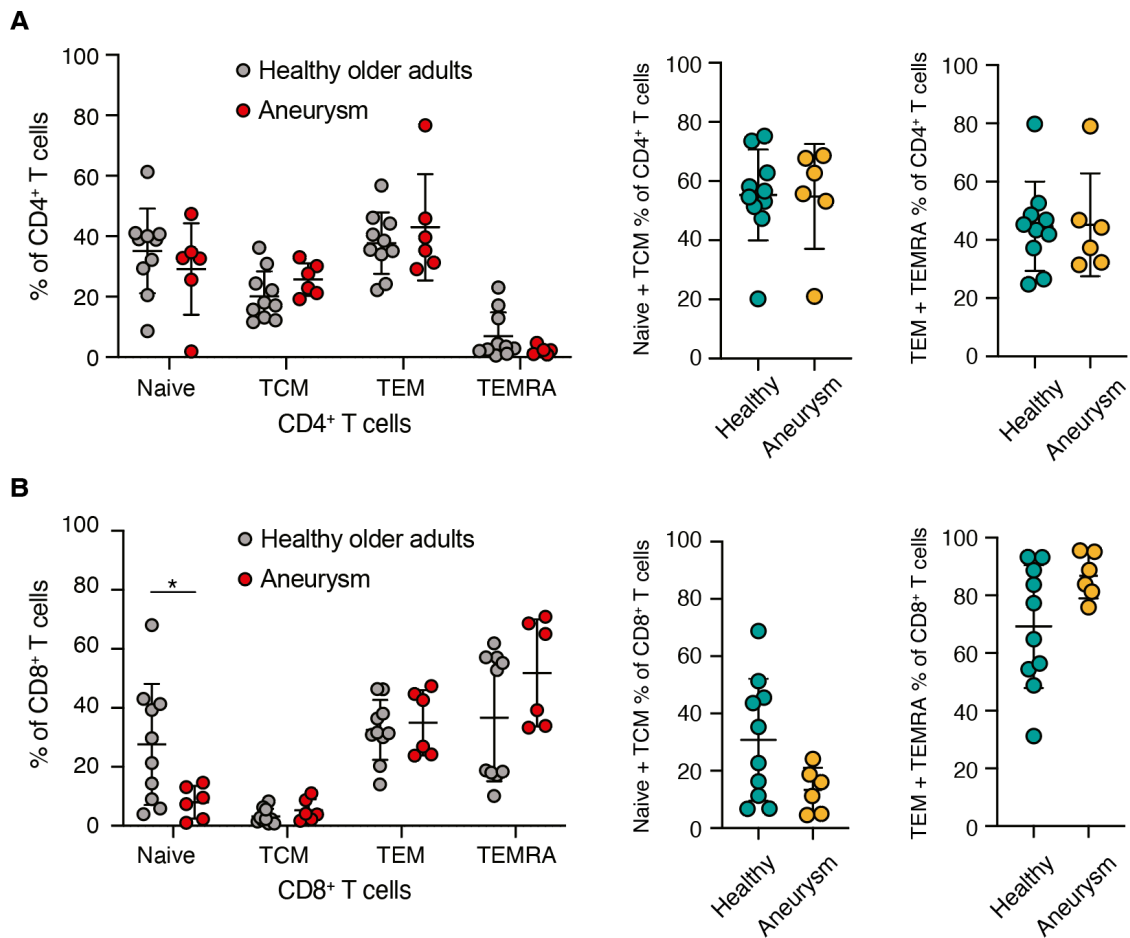 A
% of CD4⁺ T cells
100
80
60
40
20
0
Healthy older adults
Aneurysm
Naive TCM TEM TEMRA
CD4⁺ T cells
Naive + TCM % of CD4⁺ T cells
100
80
60
40
20
0
Healthy
Aneurysm
TEM + TEMRA % of CD4⁺ T cells
100
80
60
40
20
0
Healthy
Aneurysm
B
% of CD8⁺ T cells
100
80
60
40
20
0
Healthy older adults
Aneurysm
*
Naive TCM TEM TEMRA
CD8⁺ T cells
Naive + TCM % of CD8⁺ T cells
100
80
60
40
20
0
Healthy
Aneurysm
TEM + TEMRA % of CD8⁺ T cells
100
80
60
40
20
0
Healthy
Aneurysm